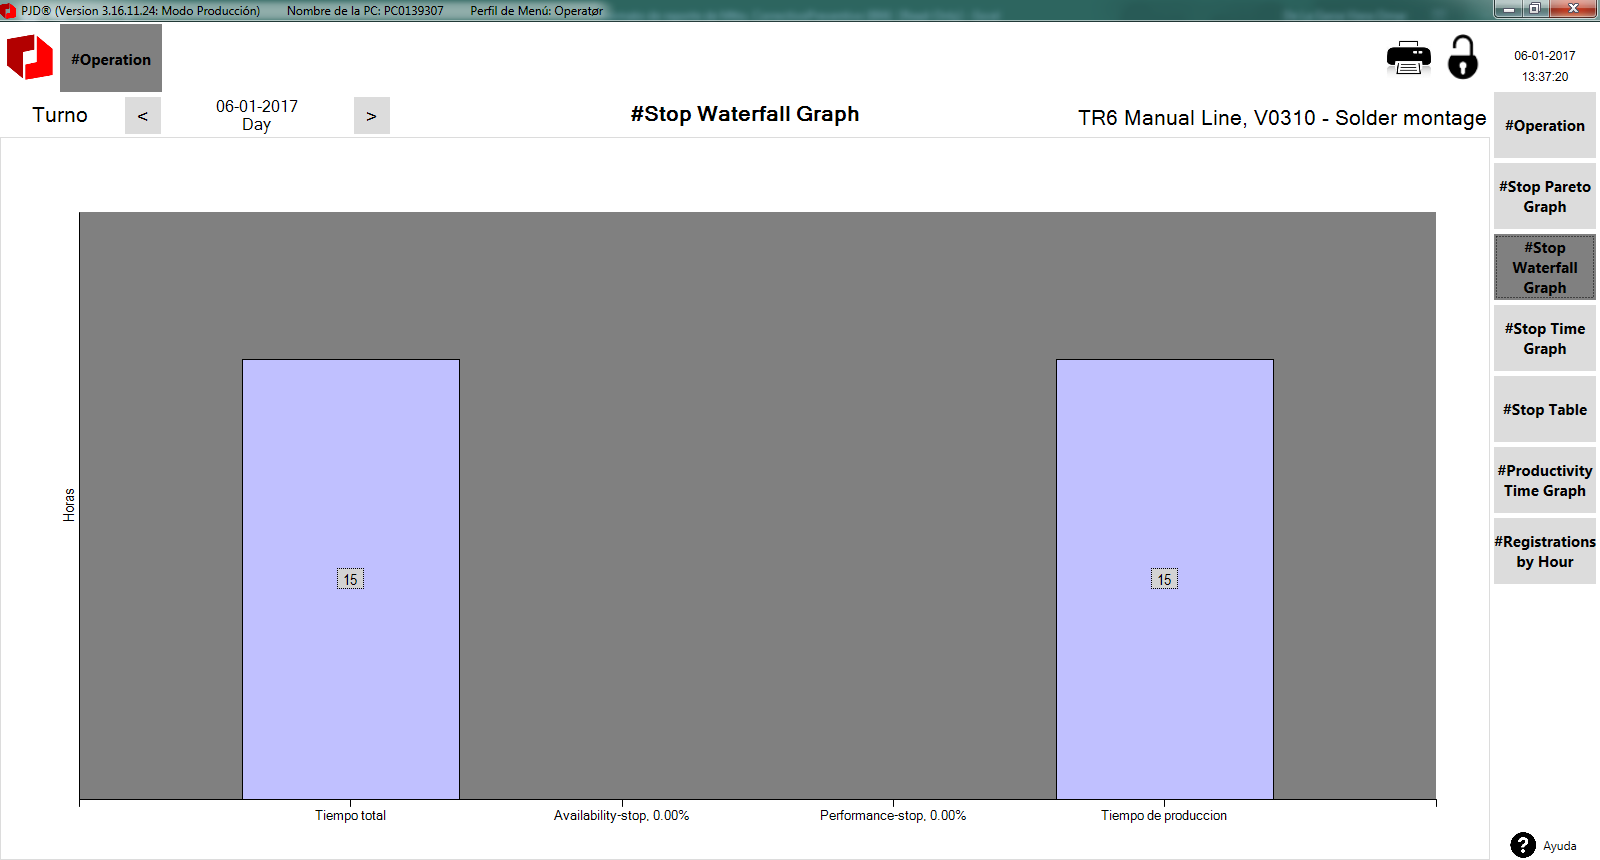 PJD® (Version 3.16.11.24: Modo Producción) Nombre de la PC: PC0139307 Perfil de Menú: Operatør
#Operation
06-01-2017
13:37:20
Turno
<
06-01-2017
Day
>
#Stop Waterfall Graph
TR6 Manual Line, V0310 - Solder montage
#Operation
#Stop Pareto
Graph
#Stop
Waterfall
Graph
#Stop Time
Graph
#Stop Table
#Productivity
Time Graph
#Registrations
by Hour
Horas
15
15
Tiempo total
Availability-stop, 0.00%
Performance-stop, 0.00%
Tiempo de produccion
? Ayuda